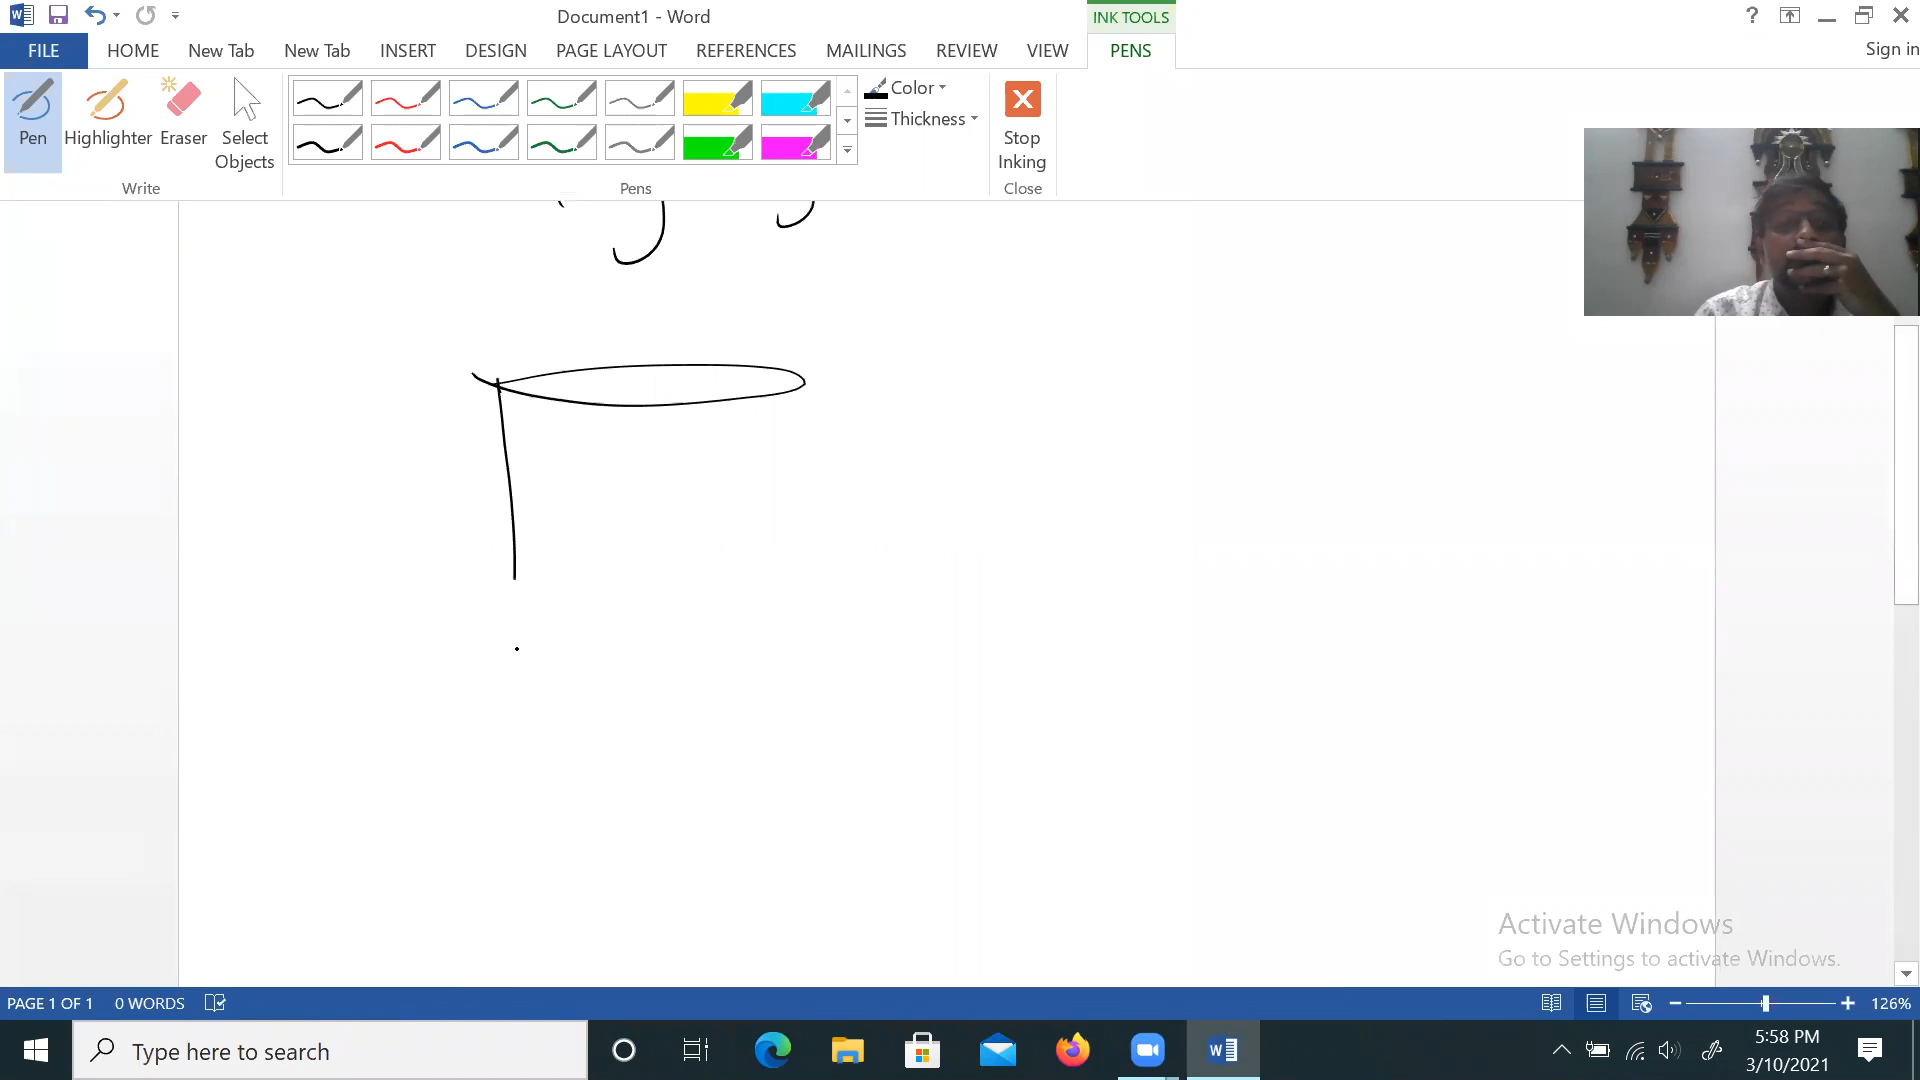 Document1 - Word
INK TOOLS
FILE HOME New Tab New Tab INSERT DESIGN PAGE LAYOUT REFERENCES MAILINGS REVIEW VIEW PENS
Sign in
Pen Highlighter Eraser Select Objects
Color
Thickness
Stop Inking
Write Pens Close
Activate Windows
Go to Settings to activate Windows.
PAGE 1 OF 1 0 WORDS 126%
Type here to search
5:58 PM
3/10/2021